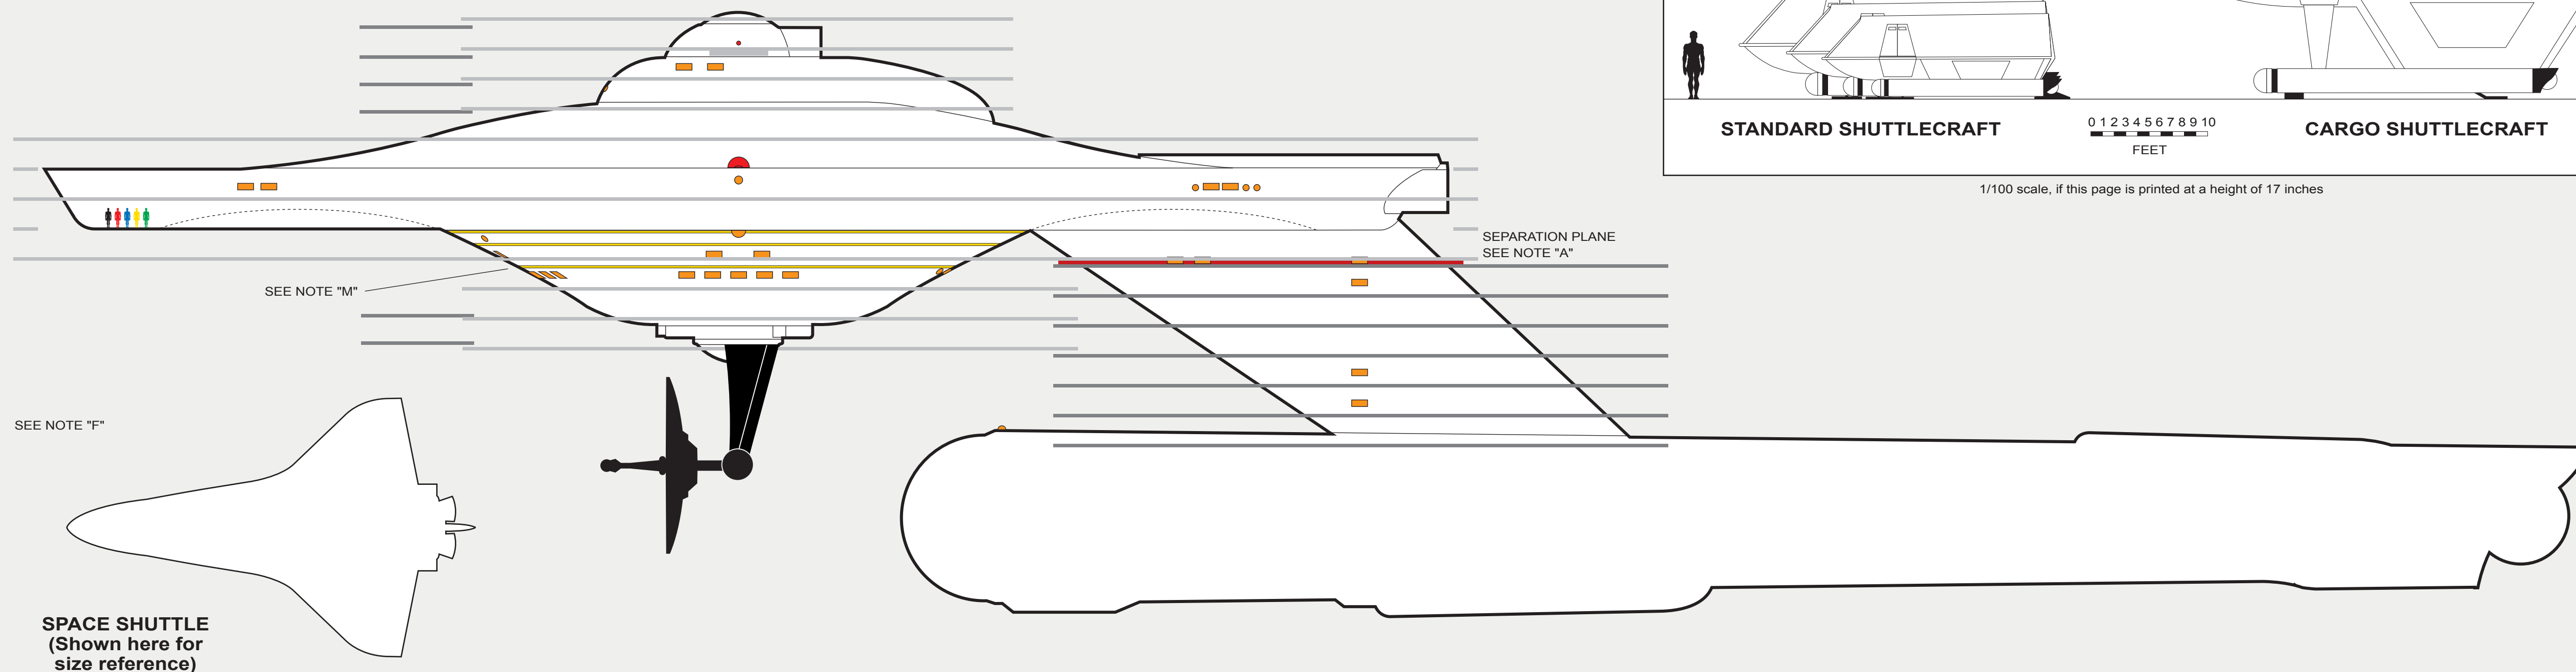 STANDARD SHUTTLECRAFT
0 1 2 3 4 5 6 7 8 9 10
FEET
CARGO SHUTTLECRAFT
1/100 scale, if this page is printed at a height of 17 inches
SEPARATION PLANE
SEE NOTE "A"
SEE NOTE "M"
SEE NOTE "F"
SPACE SHUTTLE
(Shown here for
size reference)